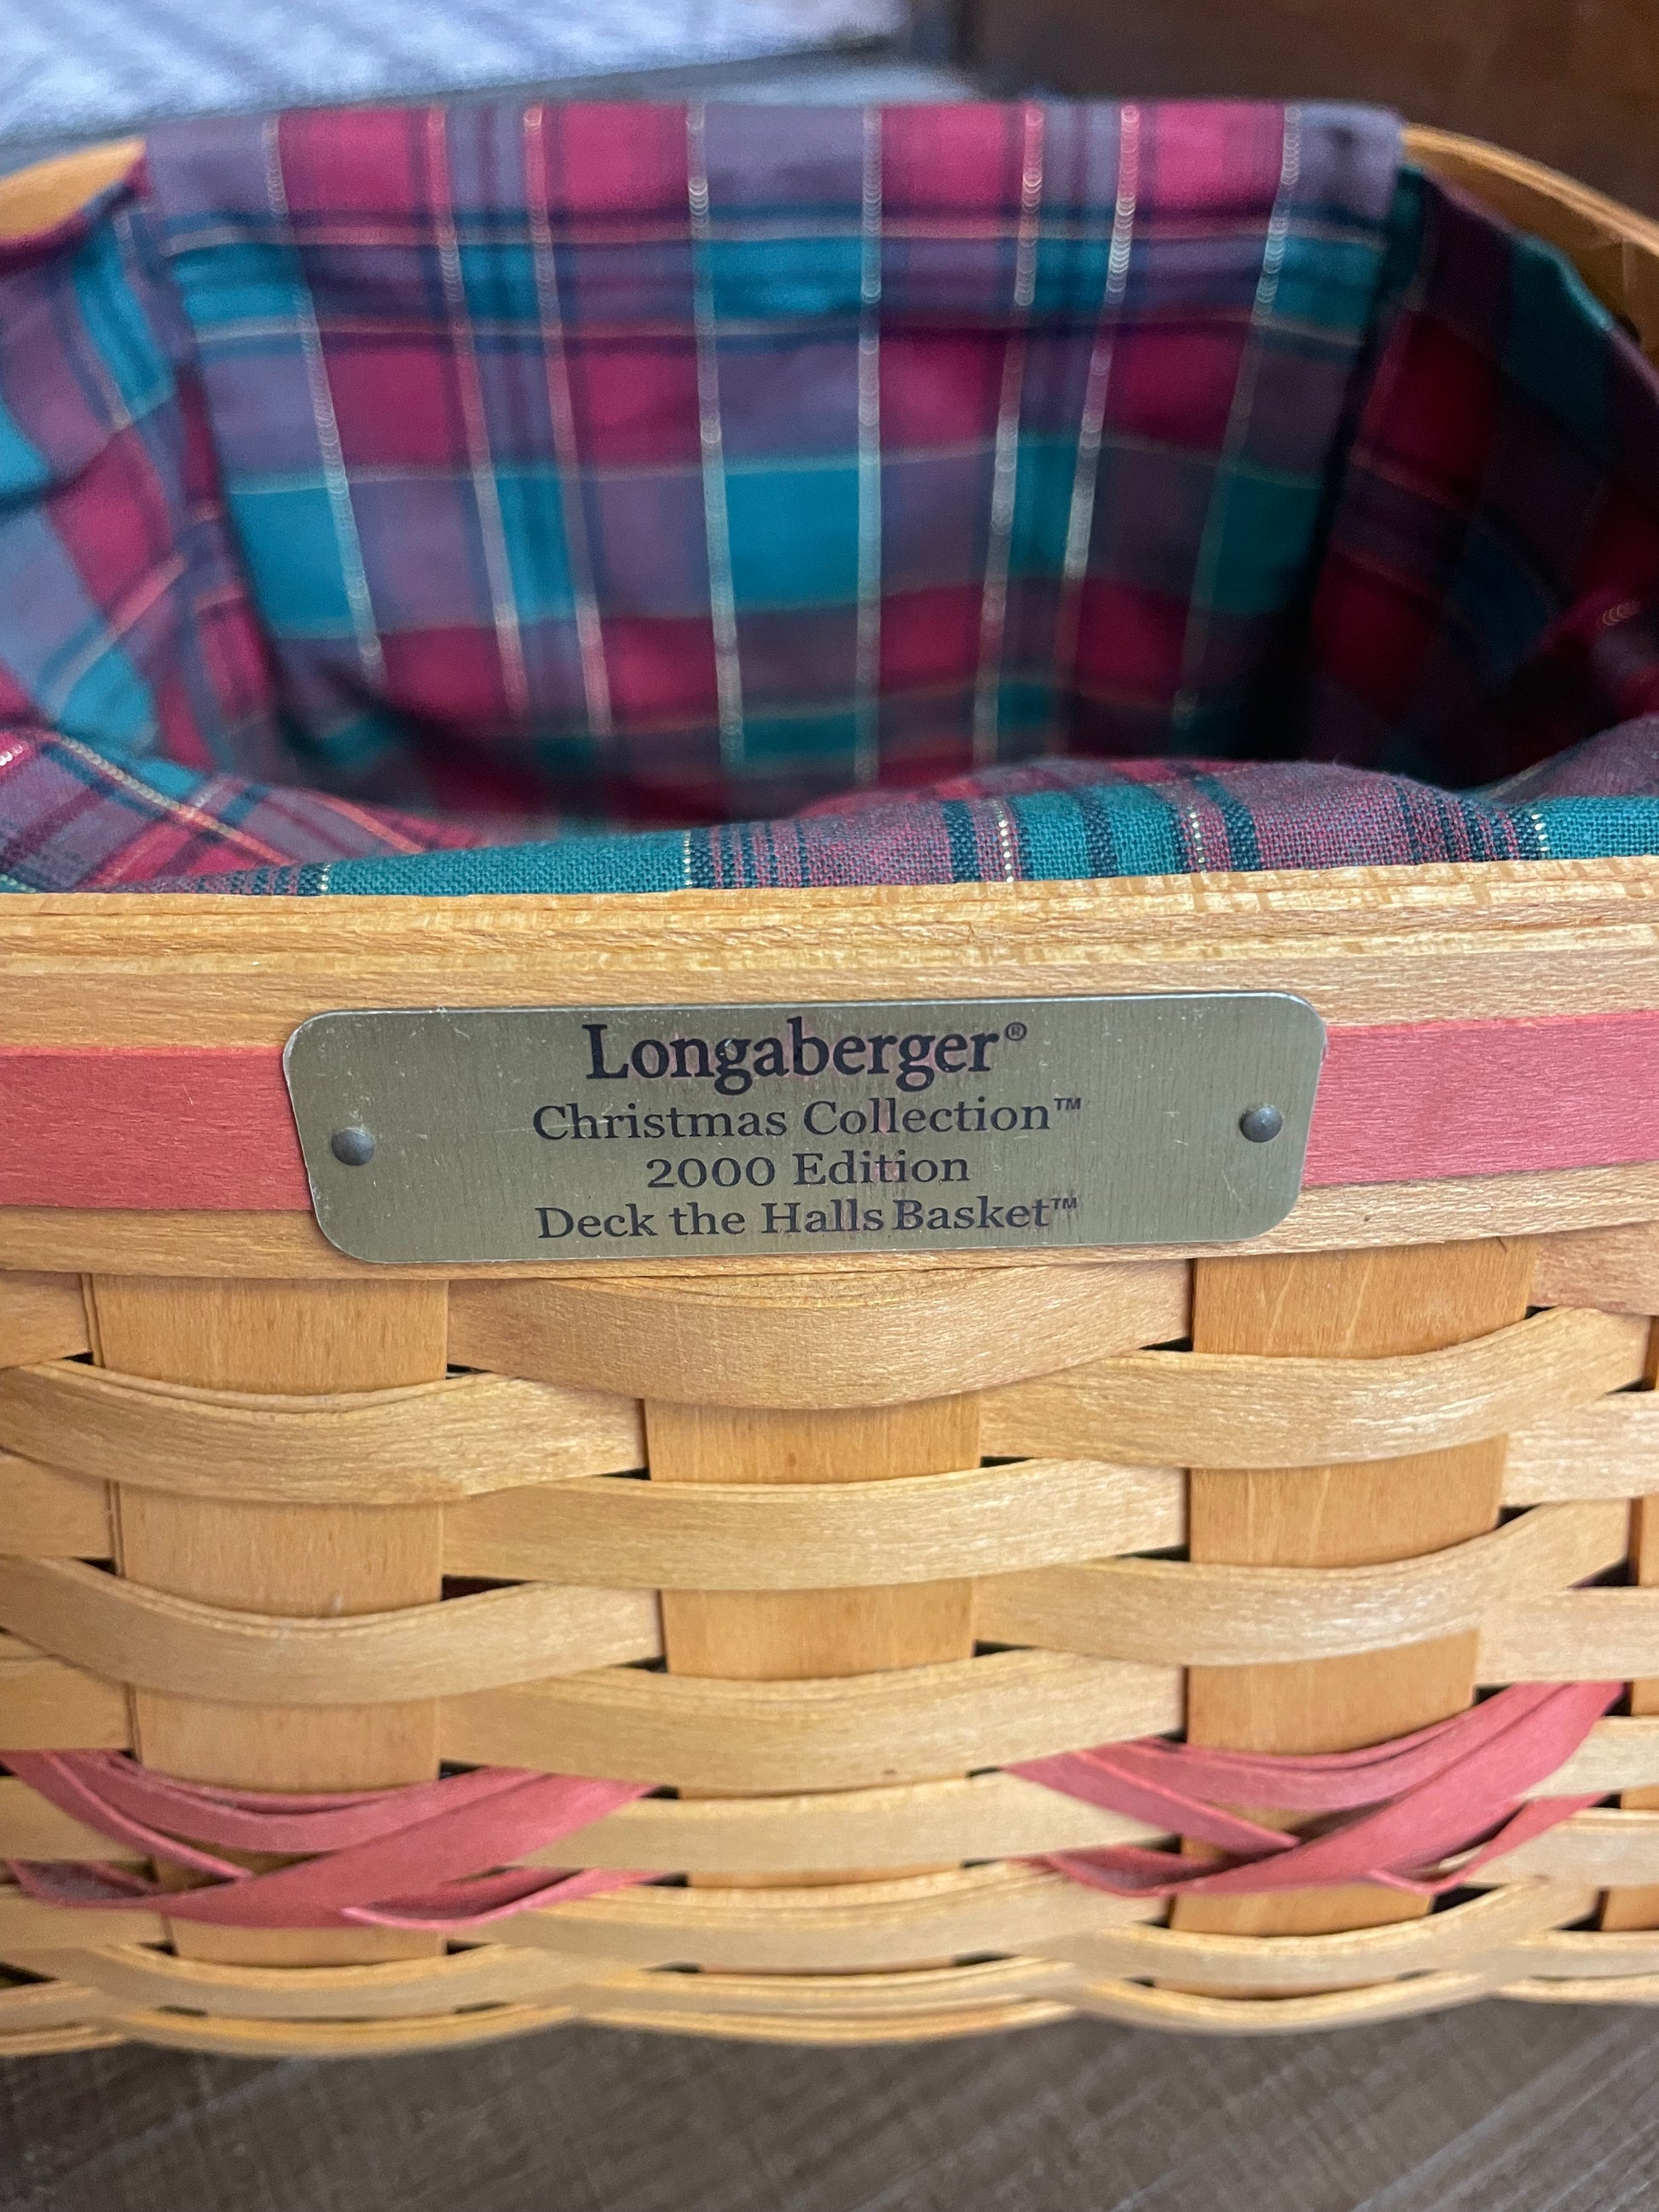 Longaberger®
Christmas Collection™
2000 Edition
Deck the Halls Basket™